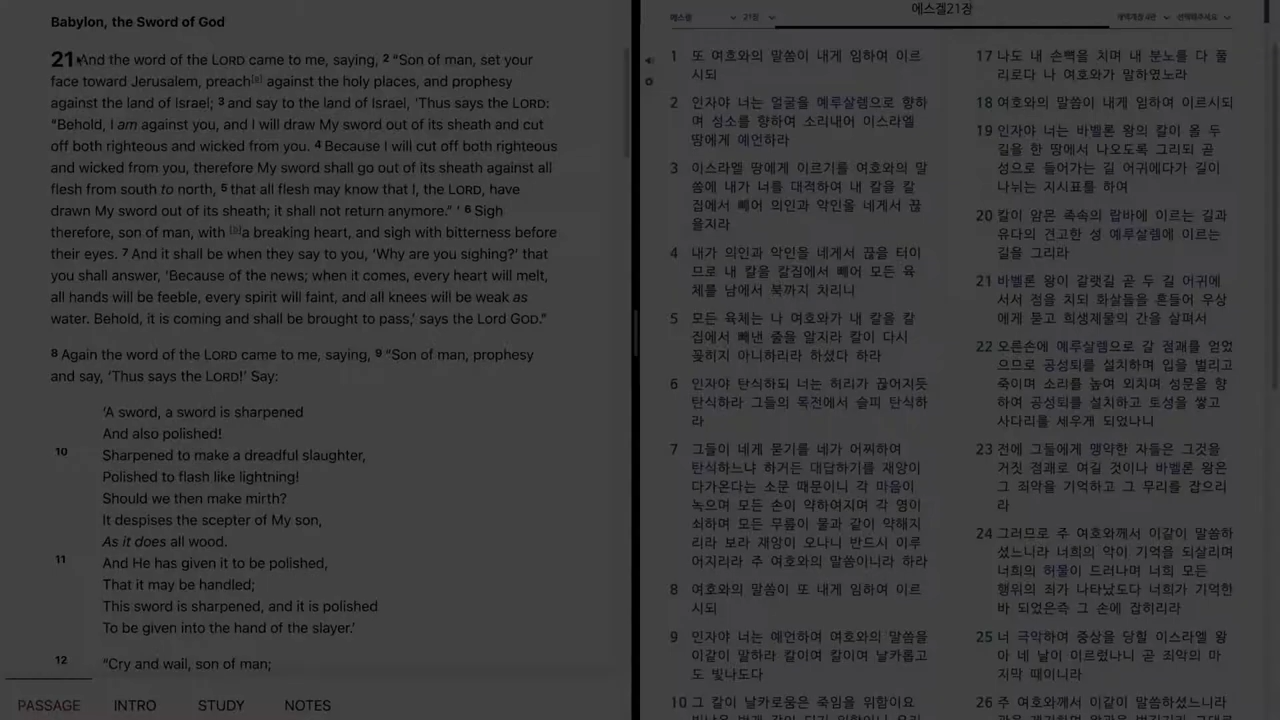 Babylon, the Sword of God
21 And the word of the LORD came to me, saying, 2 “Son of man, set your
face toward Jerusalem, preach[a] against the holy places, and prophesy
against the land of Israel; 3 and say to the land of Israel, ‘Thus says the LORD:
“Behold, I am against you, and I will draw My sword out of its sheath and cut
off both righteous and wicked from you. 4 Because I will cut off both righteous
and wicked from you, therefore My sword shall go out of its sheath against all
flesh from south to north, 5 that all flesh may know that I, the LORD, have
drawn My sword out of its sheath; it shall not return anymore.” ’ 6 Sigh
therefore, son of man, with [b]a breaking heart, and sigh with bitterness before
their eyes. 7 And it shall be when they say to you, ‘Why are you sighing?’ that
you shall answer, ‘Because of the news; when it comes, every heart will melt,
all hands will be feeble, every spirit will faint, and all knees will be weak as
water. Behold, it is coming and shall be brought to pass,’ says the Lord GOD.”
8 Again the word of the LORD came to me, saying, 9 “Son of man, prophesy
and say, ‘Thus says the LORD!’ Say:
‘A sword, a sword is sharpened
And also polished!
10 Sharpened to make a dreadful slaughter,
Polished to flash like lightning!
Should we then make mirth?
It despises the scepter of My son,
As it does all wood.
11 And He has given it to be polished,
That it may be handled;
This sword is sharpened, and it is polished
To be given into the hand of the slayer.’
12 “Cry and wail, son of man;
PASSAGE INTRO STUDY NOTES
에스겔21장
에스겔 21장 개역개정4판 선택해주세요
1 또 여호와의 말씀이 내게 임하여 이르
시되
2 인자야 너는 얼굴을 예루살렘으로 향하
며 성소를 향하여 소리내어 이스라엘
땅에게 예언하라
3 이스라엘 땅에게 이르기를 여호와의 말
씀에 내가 너를 대적하여 내 칼을 칼
집에서 빼어 의인과 악인을 네게서 끊
을지라
4 내가 의인과 악인을 네게서 끊을 터이
므로 내 칼을 칼집에서 빼어 모든 육
체를 남에서 북까지 치리니
5 모든 육체는 나 여호와가 내 칼을 칼
집에서 빼낸 줄을 알지라 칼이 다시
꽂히지 아니하리라 하셨다 하라
6 인자야 탄식하되 너는 허리가 끊어지듯
탄식하라 그들의 목전에서 슬피 탄식하
라
7 그들이 네게 묻기를 네가 어찌하여
탄식하느냐 하거든 대답하기를 재앙이
다가온다는 소문 때문이니 각 마음이
녹으며 모든 손이 약하여지며 각 영이
쇠하며 모든 무릎이 물과 같이 약해지
리라 보라 재앙이 오나니 반드시 이루
어지리라 주 여호와의 말씀이니라 하라
8 여호와의 말씀이 또 내게 임하여 이르
시되
9 인자야 너는 예언하여 여호와의 말씀을
이같이 말하라 칼이여 칼이여 날카롭고
도 빛나도다
10 그 칼이 날카로움은 죽임을 위함이요
17 나도 내 손뼉을 치며 내 분노를 다 풀
리로다 나 여호와가 말하였노라
18 여호와의 말씀이 내게 임하여 이르시되
19 인자야 너는 바벨론 왕의 칼이 올 두
길을 한 땅에서 나오도록 그리되 곧
성으로 들어가는 길 어귀에다가 길이
나뉘는 지시표를 하여
20 칼이 암몬 족속의 랍바에 이르는 길과
유다의 견고한 성 예루살렘에 이르는
길을 그리라
21 바벨론 왕이 갈랫길 곧 두 길 어귀에
서서 점을 치되 화살들을 흔들어 우상
에게 묻고 희생제물의 간을 살펴서
22 오른손에 예루살렘으로 갈 점괘를 얻었
으므로 공성퇴를 설치하며 입을 벌리고
죽이며 소리를 높여 외치며 성문을 향
하여 공성퇴를 설치하고 토성을 쌓고
사다리를 세우게 되었나니
23 전에 그들에게 맹약한 자들은 그것을
거짓 점괘로 여길 것이나 바벨론 왕은
그 죄악을 기억하고 그 무리를 잡으리
라
24 그러므로 주 여호와께서 이같이 말씀하
셨느니라 너희의 악이 기억을 되살리며
너희의 허물이 드러나며 너희 모든
행위의 죄가 나타났도다 너희가 기억한
바 되었은즉 그 손에 잡히리라
25 너 극악하여 중상을 당할 이스라엘 왕
아 네 날이 이르렀나니 곧 죄악의 마
지막 때이니라
26 주 여호와께서 이같이 말씀하셨느니라